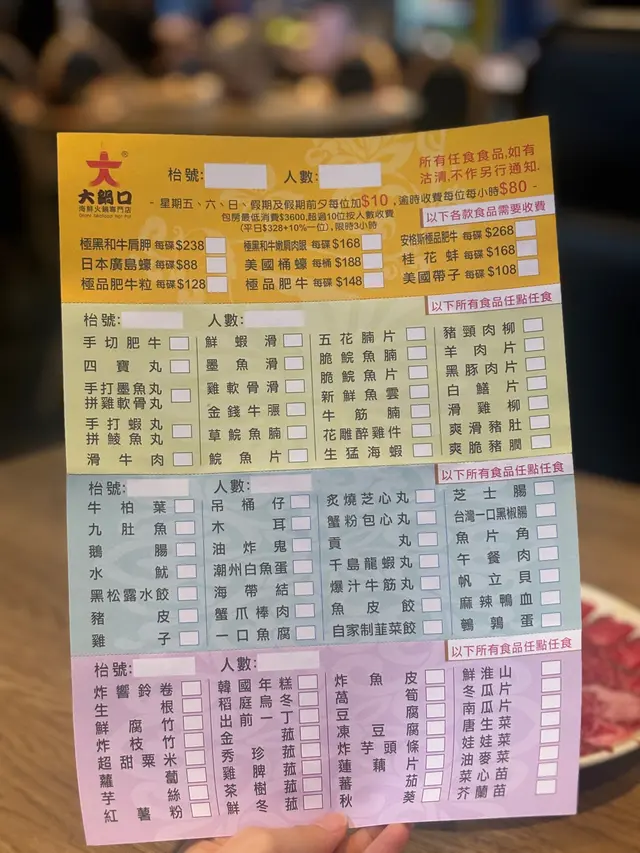 大鍋口
海鮮火鍋專門店
枱號:
人數:
所有任食食品,如有
沽清,不作另行通知.
- 星期五、六、日、假期及假期前夕每位加$10, 逾時收費每位每小時$80 -
包房最低消費$3600,超過10位按人數收費
(平日$328+10%一位),限時3小時
以下各款食品需要收費
極黑和牛肩胛 每碟 $238
極黑和牛嫩肩肉眼 每碟 $168
安格斯極品肥牛 每碟 $268
日本廣島蠔 每碟 $88
美國桶蠔 每桶 $188
桂花蚌 每碟 $168
極品肥牛粒 每碟 $128
極品肥牛 每碟 $148
美國帶子 每碟 $108
枱號:
人數:
以下所有食品任點任食
手切肥牛
四寶丸
手打墨魚丸
拼雞軟骨丸
手打蝦丸
拼鯪魚丸
滑牛肉
鮮蝦滑
墨魚滑
雞軟骨滑
金錢牛𦟌
草鯇魚腩
鯇魚片
五花腩片
脆鯇魚腩
脆鯇魚片
新鮮魚雲
牛筋腩
花雕醉雞件
生猛海蝦
豬頸肉柳
羊肉片
黑豚肉片
白鱔片
滑雞柳
爽滑豬肚
爽脆豬膶
枱號:
人數:
以下所有食品任點任食
牛柏葉
九肚魚
鵝腸
水魷
黑松露水餃
豬皮
雞子
吊桶仔
木耳
油炸鬼
潮州白魚蛋
海帶結
蟹爪棒肉
一口魚腐
炙燒芝心丸
蟹粉包心丸
貢丸
千島龍蝦丸
爆汁牛筋丸
魚皮餃
自家制韮菜餃
芝士腸
台灣一口黑椒腸
魚片角
午餐肉
帆立貝
麻辣鴨血
鵪鶉蛋
枱號:
人數:
以下所有食品任點任食
炸響鈴卷
生根
鮮腐竹
炸枝竹
超甜粟米
蘿蔔
芋絲
紅薯粉
韓國年糕
稻庭烏冬
出前一丁
金菇
秀珍菇
雞脾菇
茶樹菇
鮮冬菇
炸魚皮
萵筍
豆腐
凍豆腐
炸芋頭條
蓮藕片
蕃茄
秋葵
鮮淮山
冬瓜片
南瓜片
唐生菜
娃娃菜
油麥菜
菜心苗
芥蘭苗